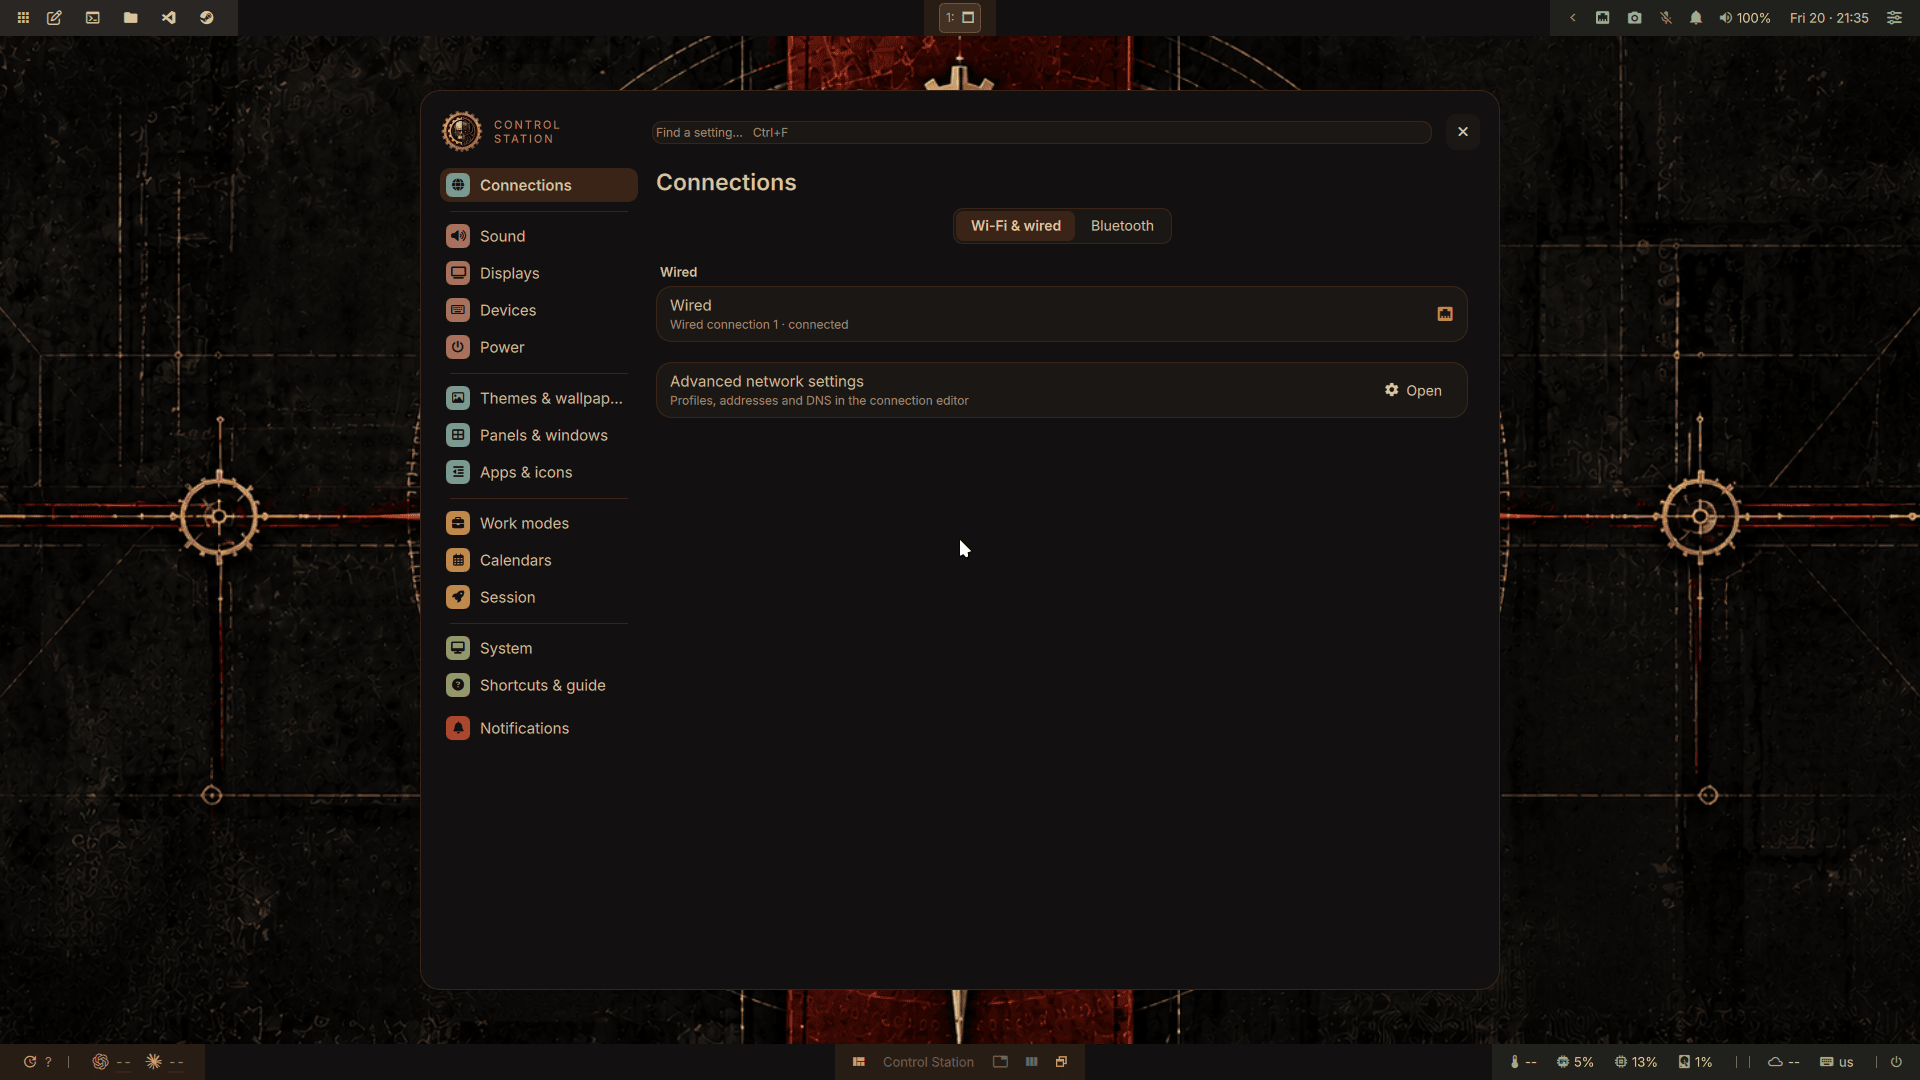 1:
100%
Fri 20 · 21:35
CONTROL
STATION
Find a setting... Ctrl+F
Connections
Connections
Wi-Fi & wired
Bluetooth
Sound
Displays
Devices
Power
Themes & wallpap...
Panels & windows
Apps & icons
Work modes
Calendars
Session
System
Shortcuts & guide
Notifications
Wired
Wired
Wired connection 1 · connected
Advanced network settings
Profiles, addresses and DNS in the connection editor
Open
?
--
--
Control Station
--
5%
13%
1%
--
us